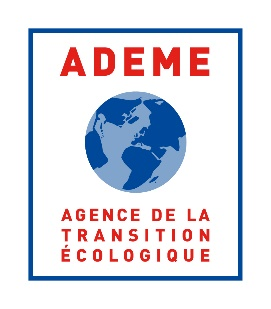 ADEME
AGENCE DE LA
TRANSITION
ÉCOLOGIQUE